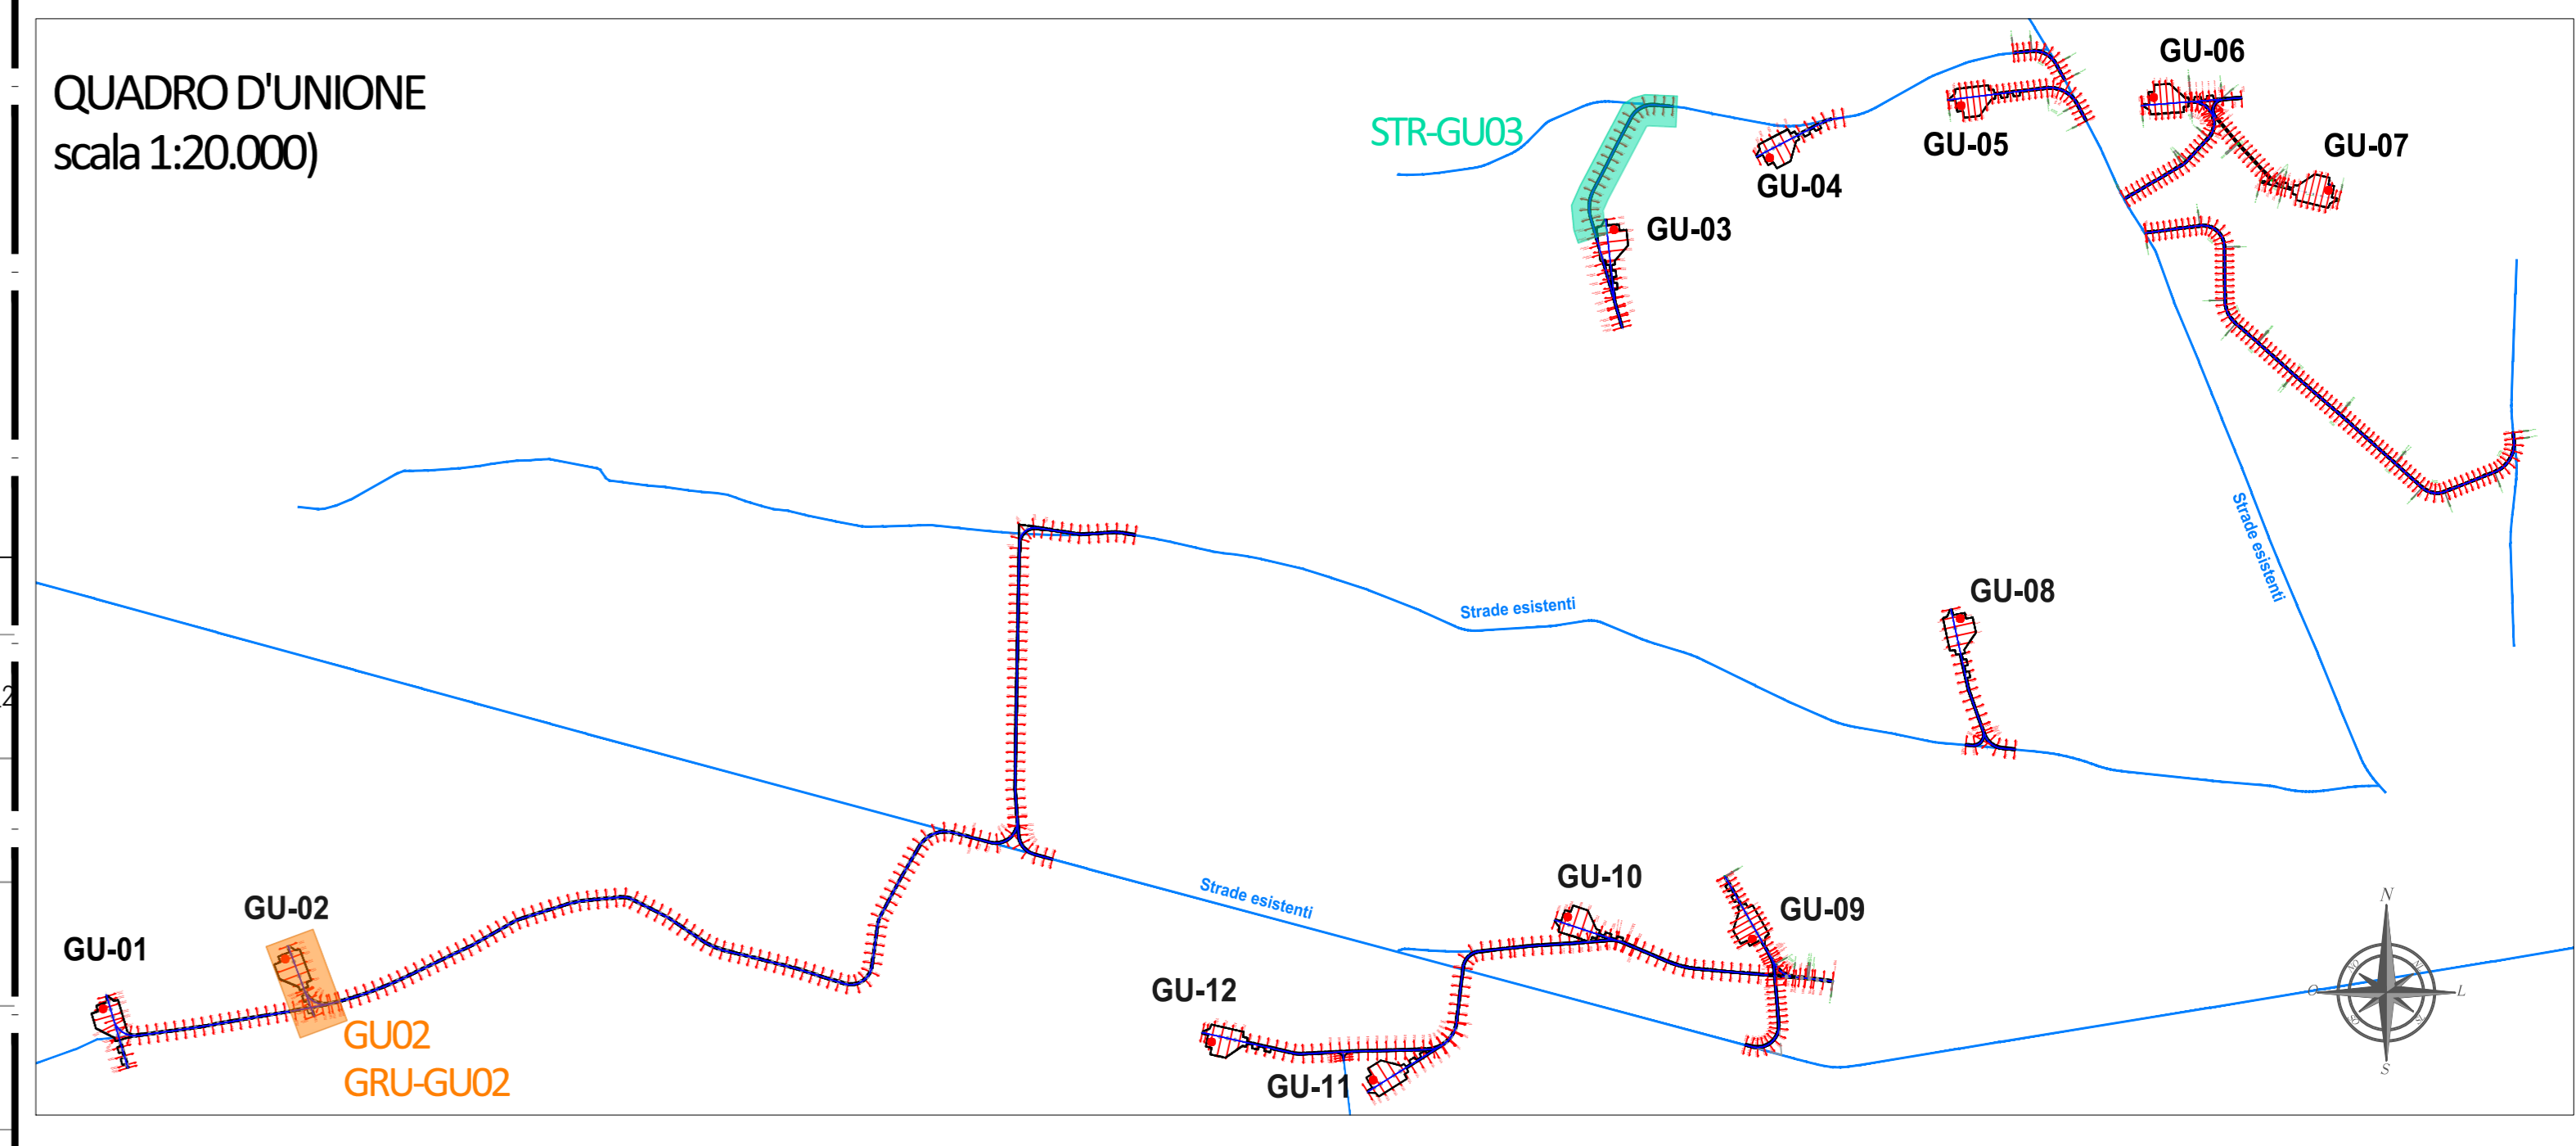 QUADRO D'UNIONE
scala 1:20.000)
STR-GU03
GU-03
GU-04
GU-05
GU-06
GU-07
Strade esistenti
Strade esistenti
GU-08
2
GU-01
GU-02
GU02
GRU-GU02
Strade esistenti
GU-10
GU-09
GU-12
GU-11
N
O
L
S